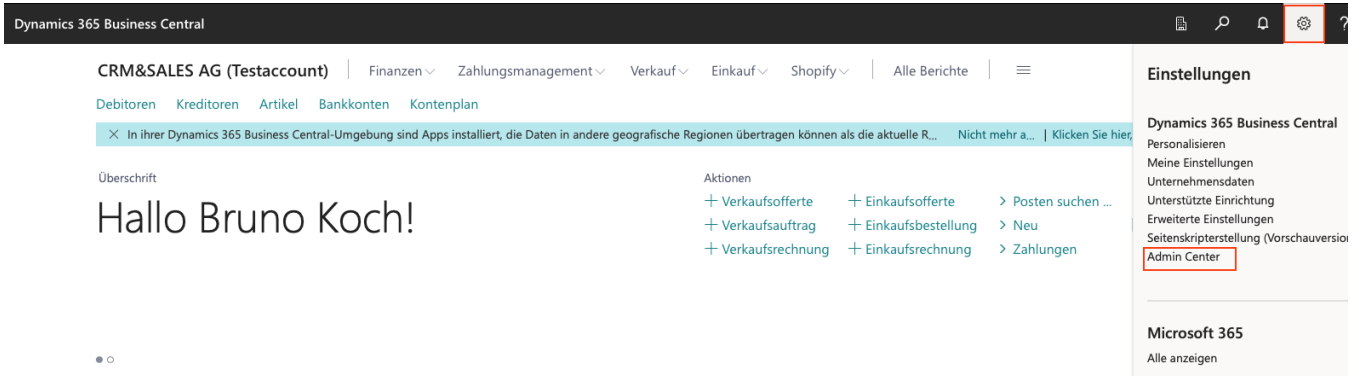 Dynamics 365 Business Central
?
CRM&SALES AG (Testaccount) Finanzen Zahlungsmanagement Verkauf Einkauf Shopify Alle Berichte
Debitoren Kreditoren Artikel Bankkonten Kontenplan
In ihrer Dynamics 365 Business Central-Umgebung sind Apps installiert, die Daten in andere geografische Regionen übertragen können als die aktuelle R... Nicht mehr a... | Klicken Sie hier,
Überschrift
Hallo Bruno Koch!
Aktionen
+ Verkaufsofferte + Einkaufsofferte > Posten suchen ...
+ Verkaufsauftrag + Einkaufsbestellung > Neu
+ Verkaufsrechnung + Einkaufsrechnung > Zahlungen
Einstellungen
Dynamics 365 Business Central
Personalisieren
Meine Einstellungen
Unternehmensdaten
Unterstützte Einrichtung
Erweiterte Einstellungen
Seitenskripterstellung (Vorschauversion
Admin Center
Microsoft 365
Alle anzeigen